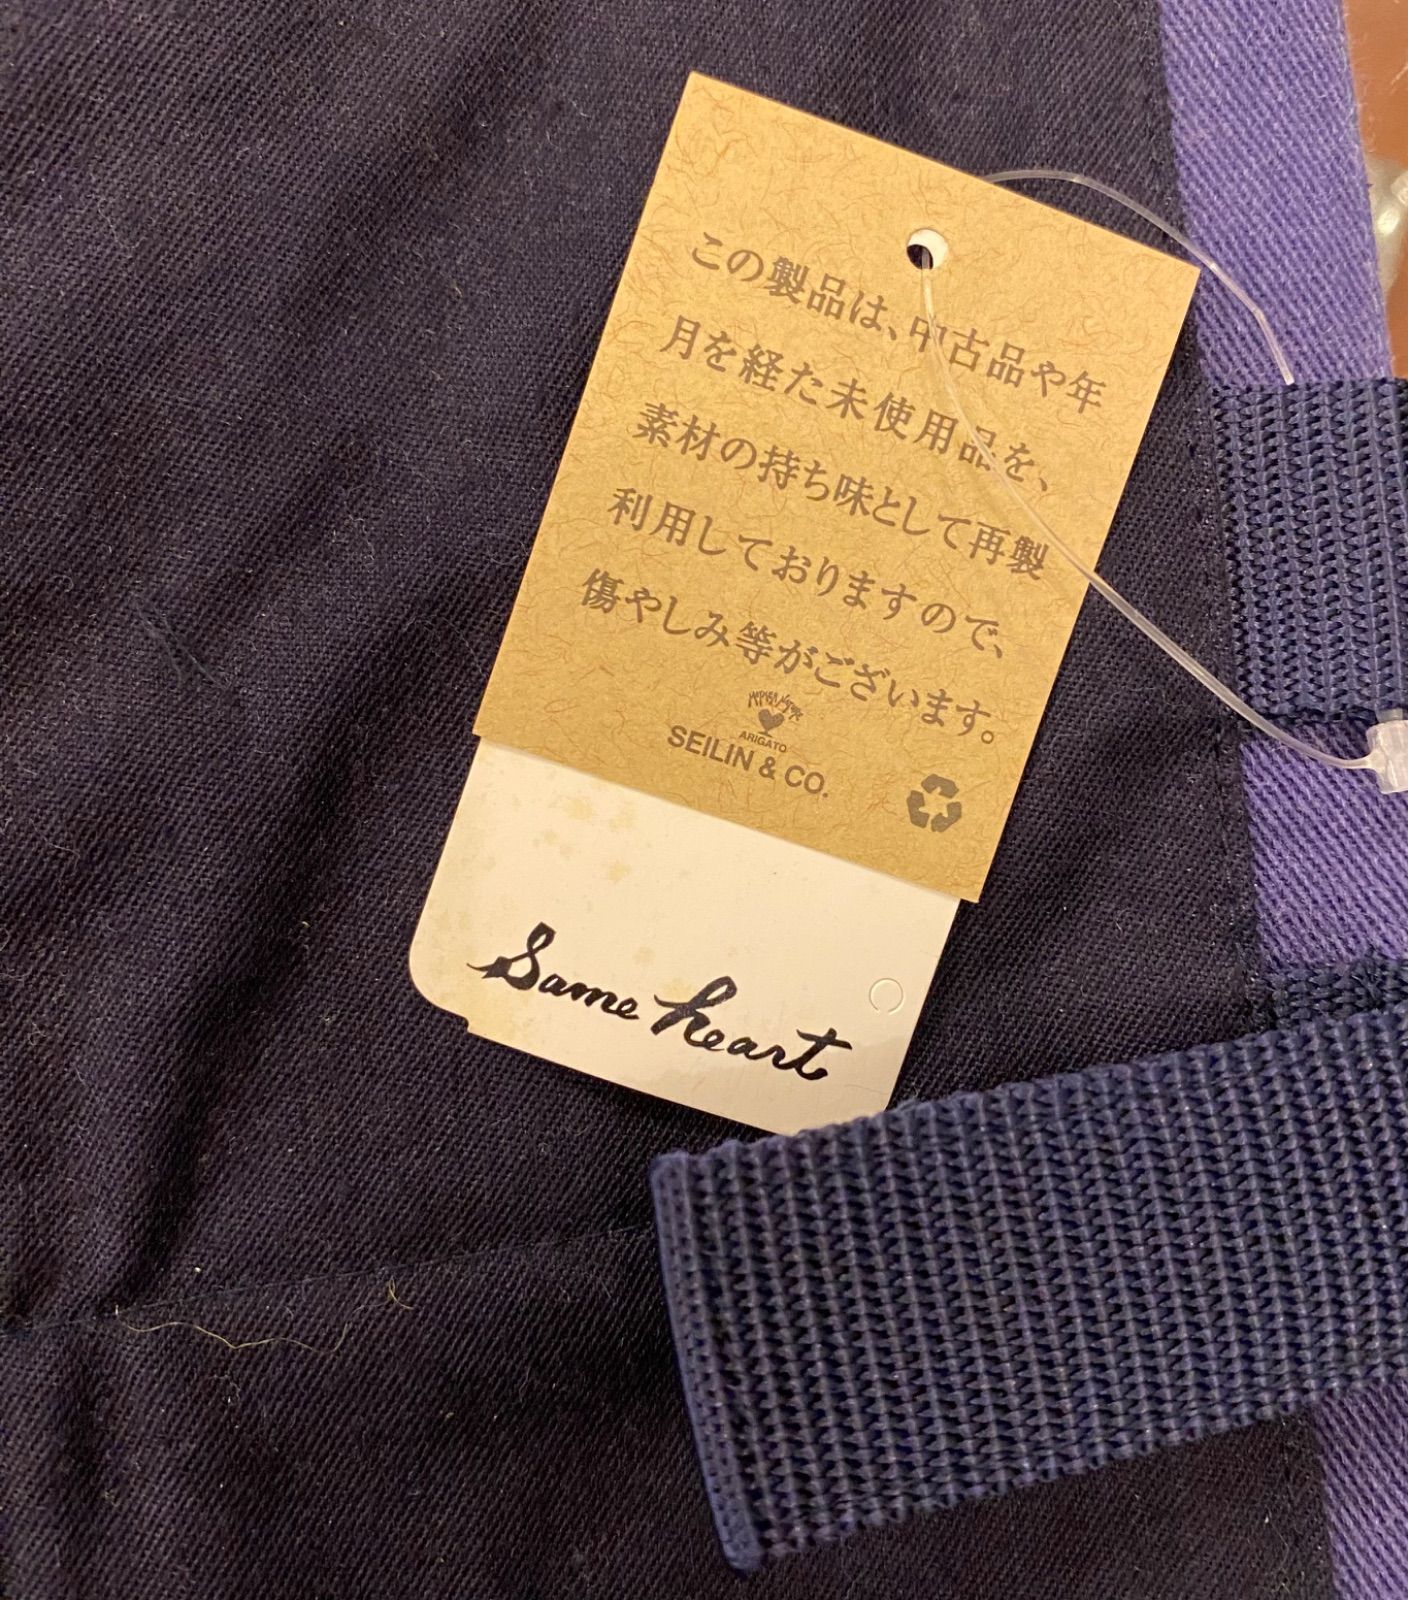 この製品は、中古品や年
月を経た未使用品を、
素材の持ち味として再製
利用しておりますので、
傷やしみ等がございます。
ARIGATO
SEILIN & CO.
Same heart